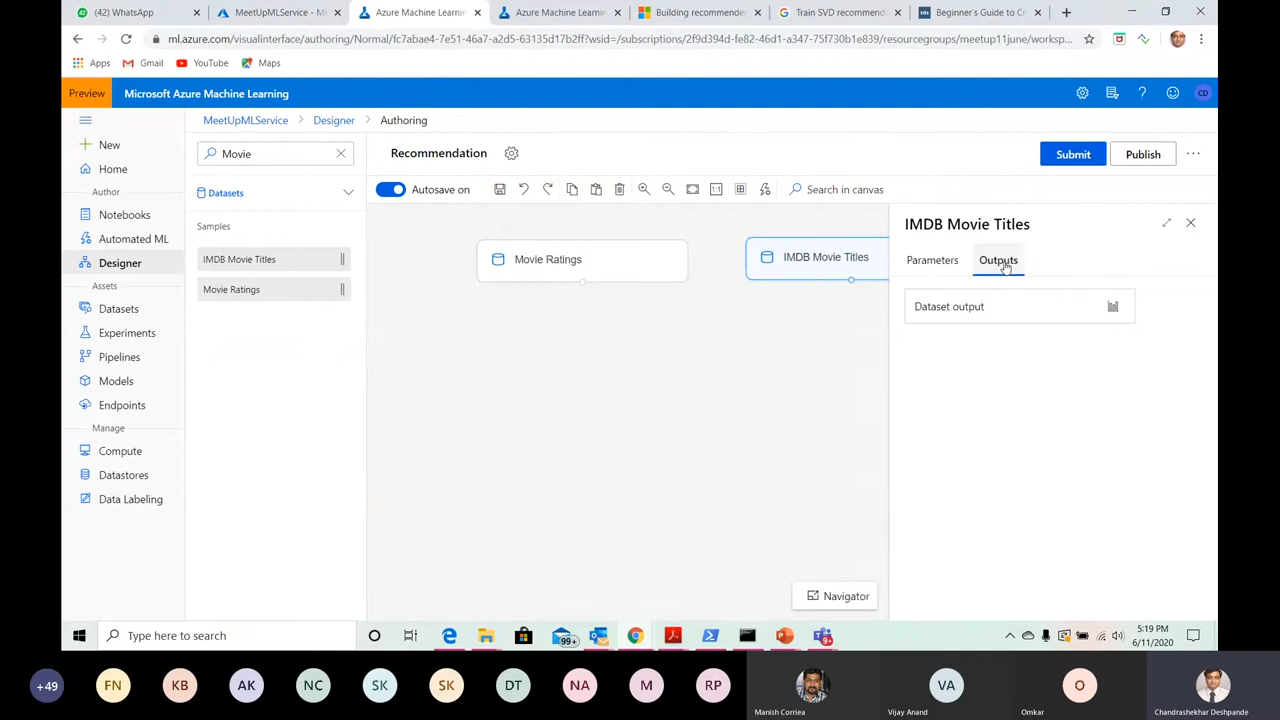 (42) WhatsApp
MeetUpMLService - Mi
Azure Machine Learnin
Azure Machine Learnin
Building recommende
Train SVD recommend
Beginner's Guide to Cr
ml.azure.com/visualinterface/authoring/Normal/fc7abae4-7e51-46a7-a2d5-63135d17b2ff?wsid=/subscriptions/2f9d394d-fe82-46d1-a347-75f30b1e839/resourcegroups/meetup11june/worksp...
Apps
Gmail
YouTube
Maps
Preview
Microsoft Azure Machine Learning
CD
MeetUpMLService > Designer > Authoring
New
Home
Author
Notebooks
Automated ML
Designer
Assets
Datasets
Experiments
Pipelines
Models
Endpoints
Manage
Compute
Datastores
Data Labeling
Movie
Datasets
Samples
IMDB Movie Titles
Movie Ratings
Recommendation
Submit
Publish
Autosave on
Search in canvas
Movie Ratings
IMDB Movie Titles
Navigator
IMDB Movie Titles
Parameters
Outputs
Dataset output
Type here to search
99+
9+
5:19 PM
6/11/2020
+49
FN
KB
AK
NC
SK
SK
DT
NA
M
RP
VA
O
Manish Corriea
Vijay Anand
Omkar
Chandrashekhar Deshpande